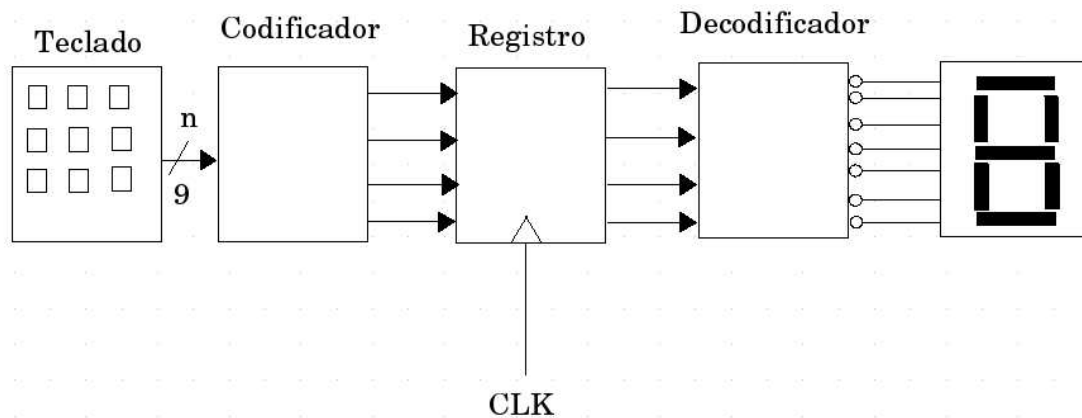 Teclado
Codificador
Registro
Decodificador
n
9
CLK